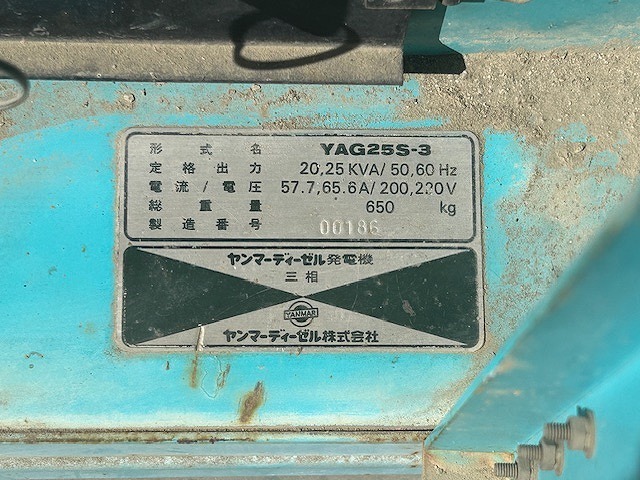 形式名 YAG25S-3
定格出力 20,25 KVA/50,60 Hz
電流/電圧 57.7,65.6A/200,220V
総重量 650 kg
製造番号 00186
ヤンマーディーゼル発電機
三相
YANMAR
ヤンマーディーゼル株式会社